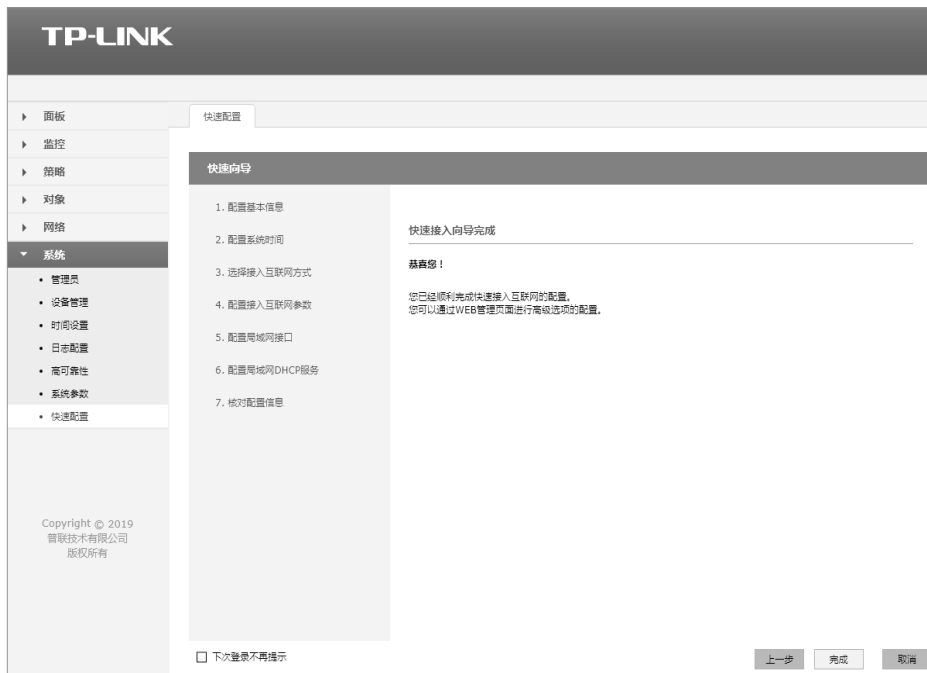 TP-LINK
面板
监控
策略
对象
网络
系统
管理员
设备管理
时间设置
日志配置
高可靠性
系统参数
快速配置
Copyright © 2019
普联技术有限公司
版权所有
快速配置
快速向导
1. 配置基本信息
2. 配置系统时间
3. 选择接入互联网方式
4. 配置接入互联网参数
5. 配置局域网接口
6. 配置局域网DHCP服务
7. 核对配置信息
快速接入向导完成
恭喜您！
您已经顺利完成快速接入互联网的配置。
您可以通过WEB管理页面进行高级选项的配置。
下次登录不再提示
上一步 完成 取消